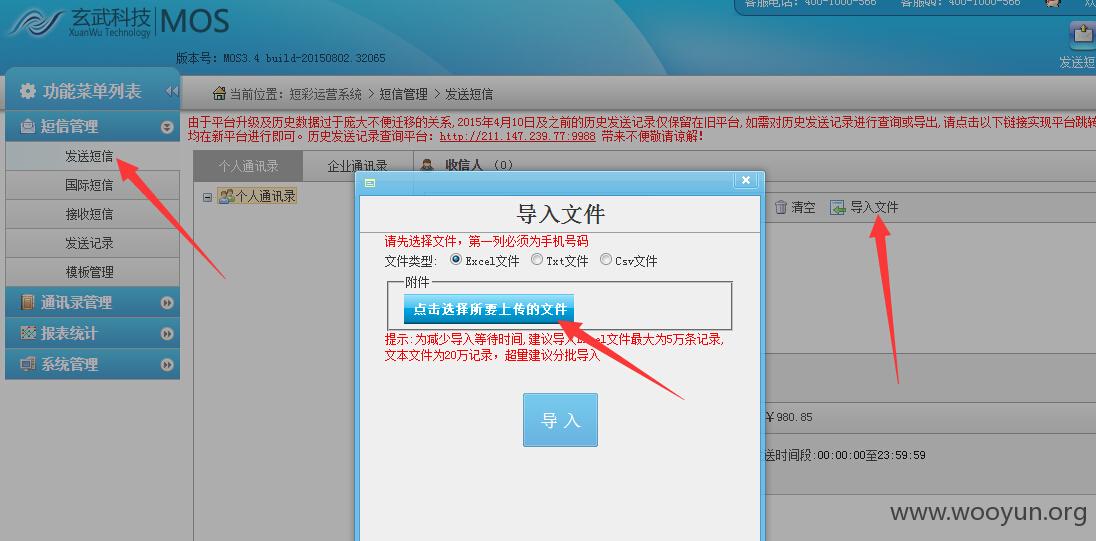 玄武科技 MOS
XuanWu Technology
客服电话: 400-1000-566 客服QQ: 400-1000-566
版本号: MOS3.4 build-20150802.32065
发送短
功能菜单列表
当前位置: 短彩运营系统 > 短信管理 > 发送短信
短信管理
发送短信
国际短信
接收短信
发送记录
模板管理
通讯录管理
报表统计
系统管理
由于平台升级及历史数据过于庞大不便迁移的关系,2015年4月10日及之前的历史发送记录仅保留在旧平台,如需对历史发送记录进行查询或导出,请点击以下链接实现平台跳转
均在新平台进行即可。历史发送记录查询平台: http://211.147.239.77:9988 带来不便敬请谅解!
个人通讯录 企业通讯录 收信人 (0)
个人通讯录
清空 导入文件
导入文件
请先选择文件, 第一列必须为手机号码
文件类型: Excel文件 Txt文件 Csv文件
附件
点击选择所要上传的文件
提示:为减少导入等待时间,建议导入Excel文件最大为5万条记录,
文本文件为20万记录, 超量建议分批导入
导入
￥980.85
送时间段:00:00:00至23:59:59
www.wooyun.org